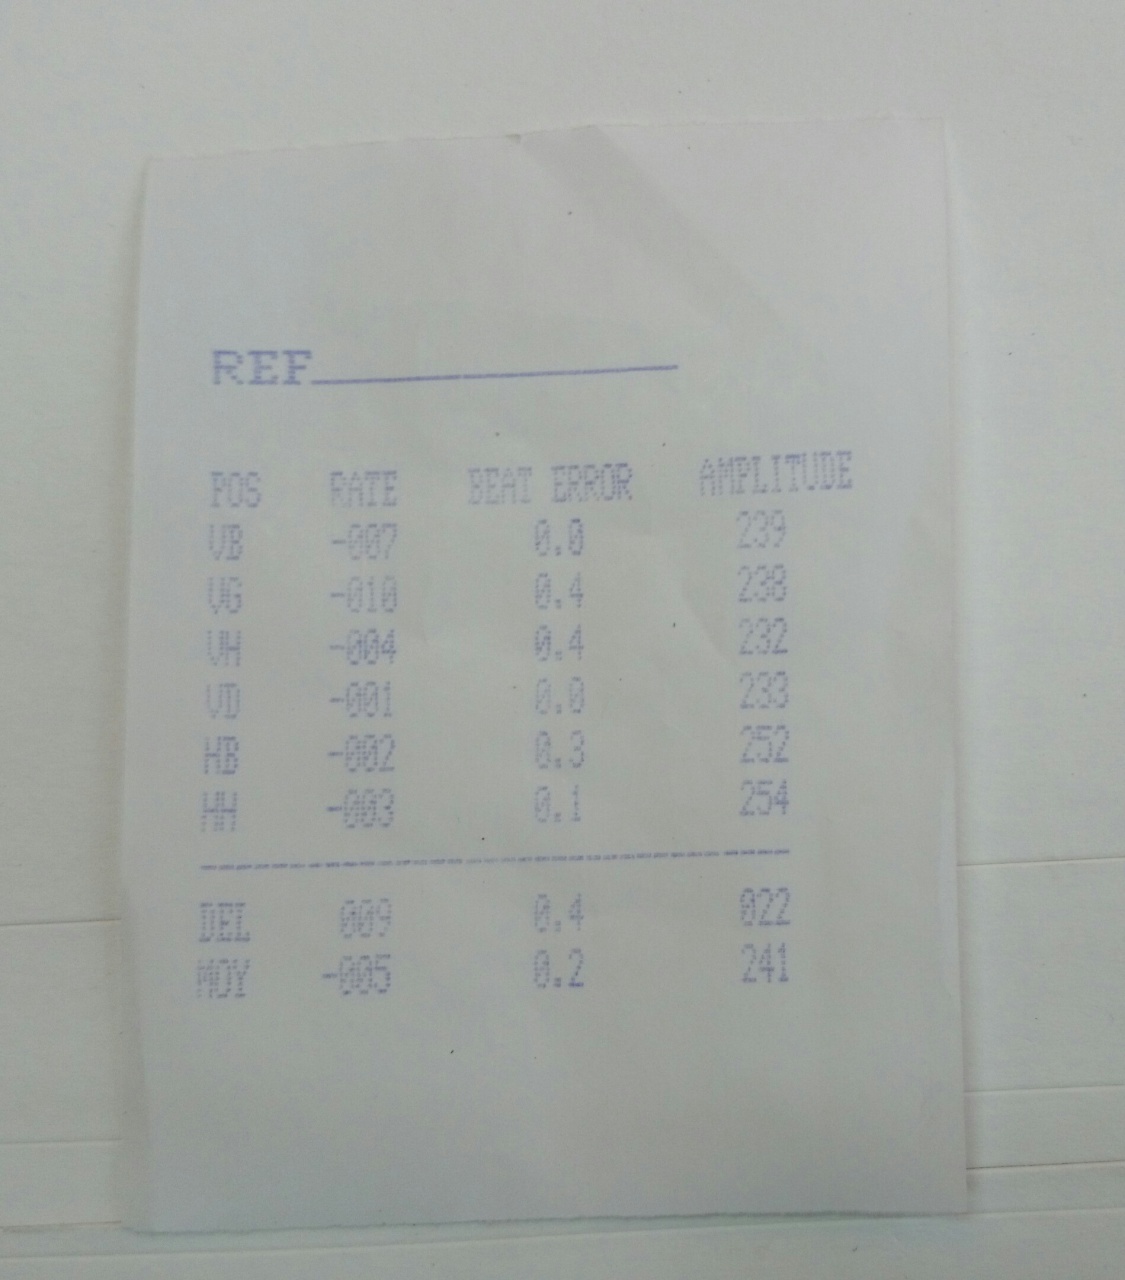 REF
POS RATE BEAT ERROR AMPLITUDE
VB -007 0.0 239
VG -010 0.4 238
VH -004 0.4 232
VD -001 0.0 233
HB -002 0.3 252
HH -003 0.1 254
DEL 009 0.4 022
MOY -005 0.2 241